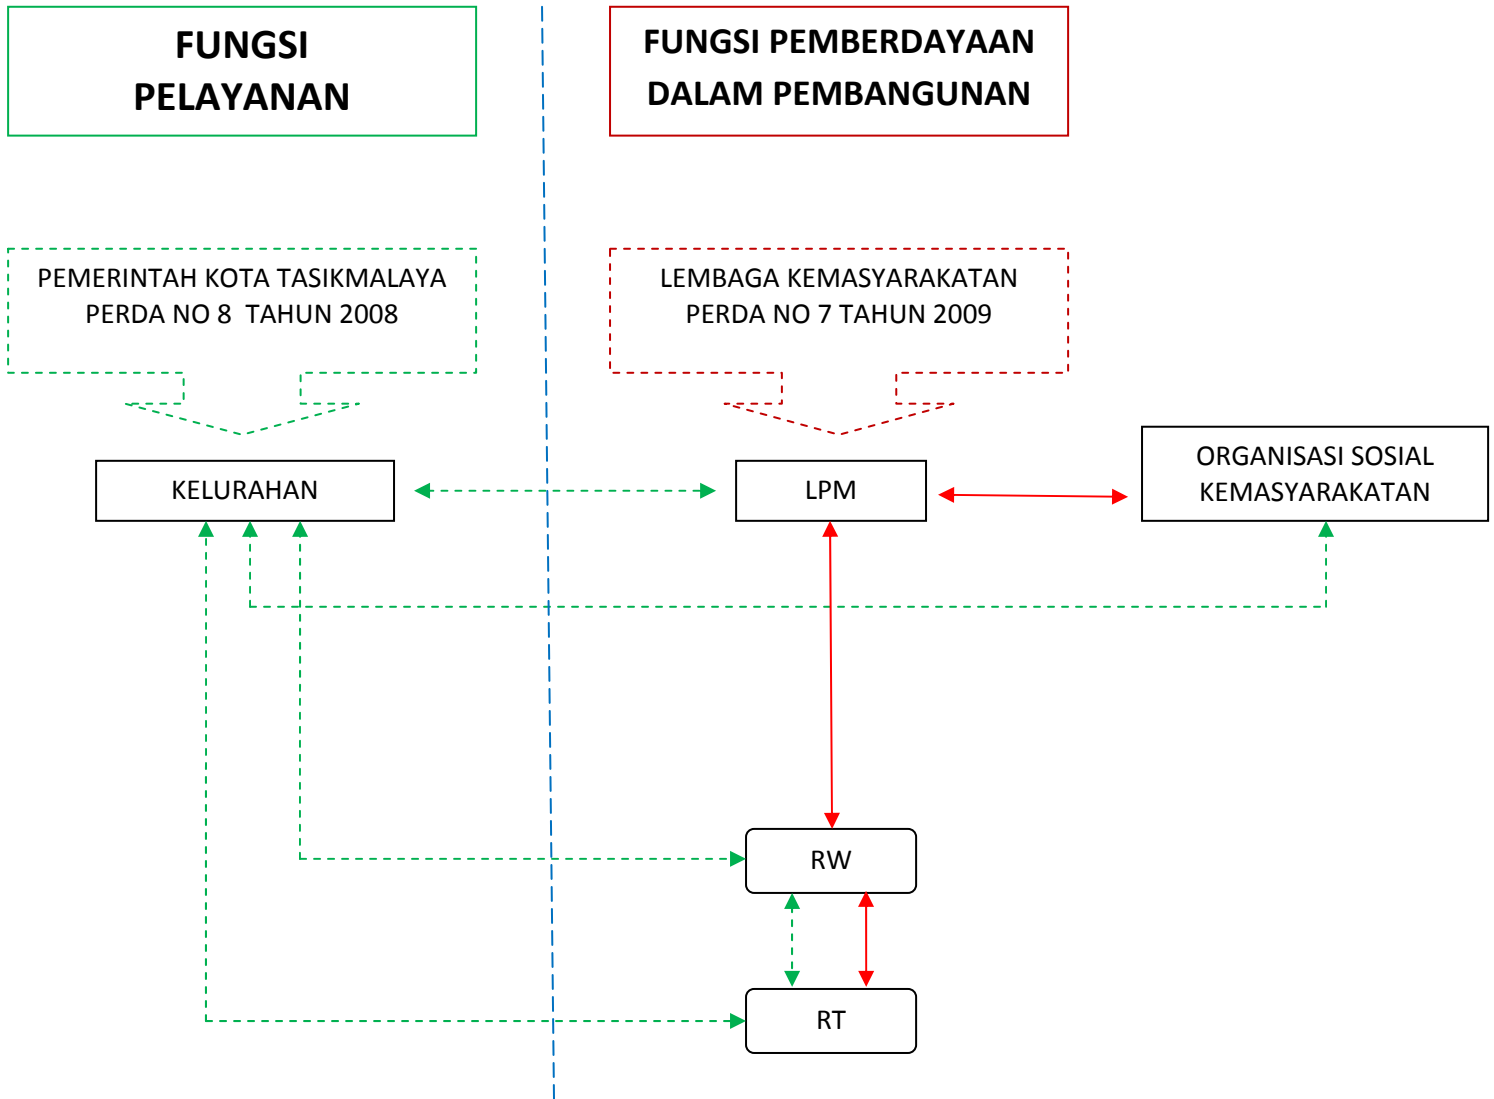 FUNGSI
PELAYANAN
FUNGSI PEMBERDAYAAN
DALAM PEMBANGUNAN
PEMERINTAH KOTA TASIKMALAYA
PERDA NO 8  TAHUN 2008
LEMBAGA KEMASYARAKATAN
PERDA NO 7 TAHUN 2009
KELURAHAN
LPM
ORGANISASI SOSIAL
KEMASYARAKATAN
RW
RT